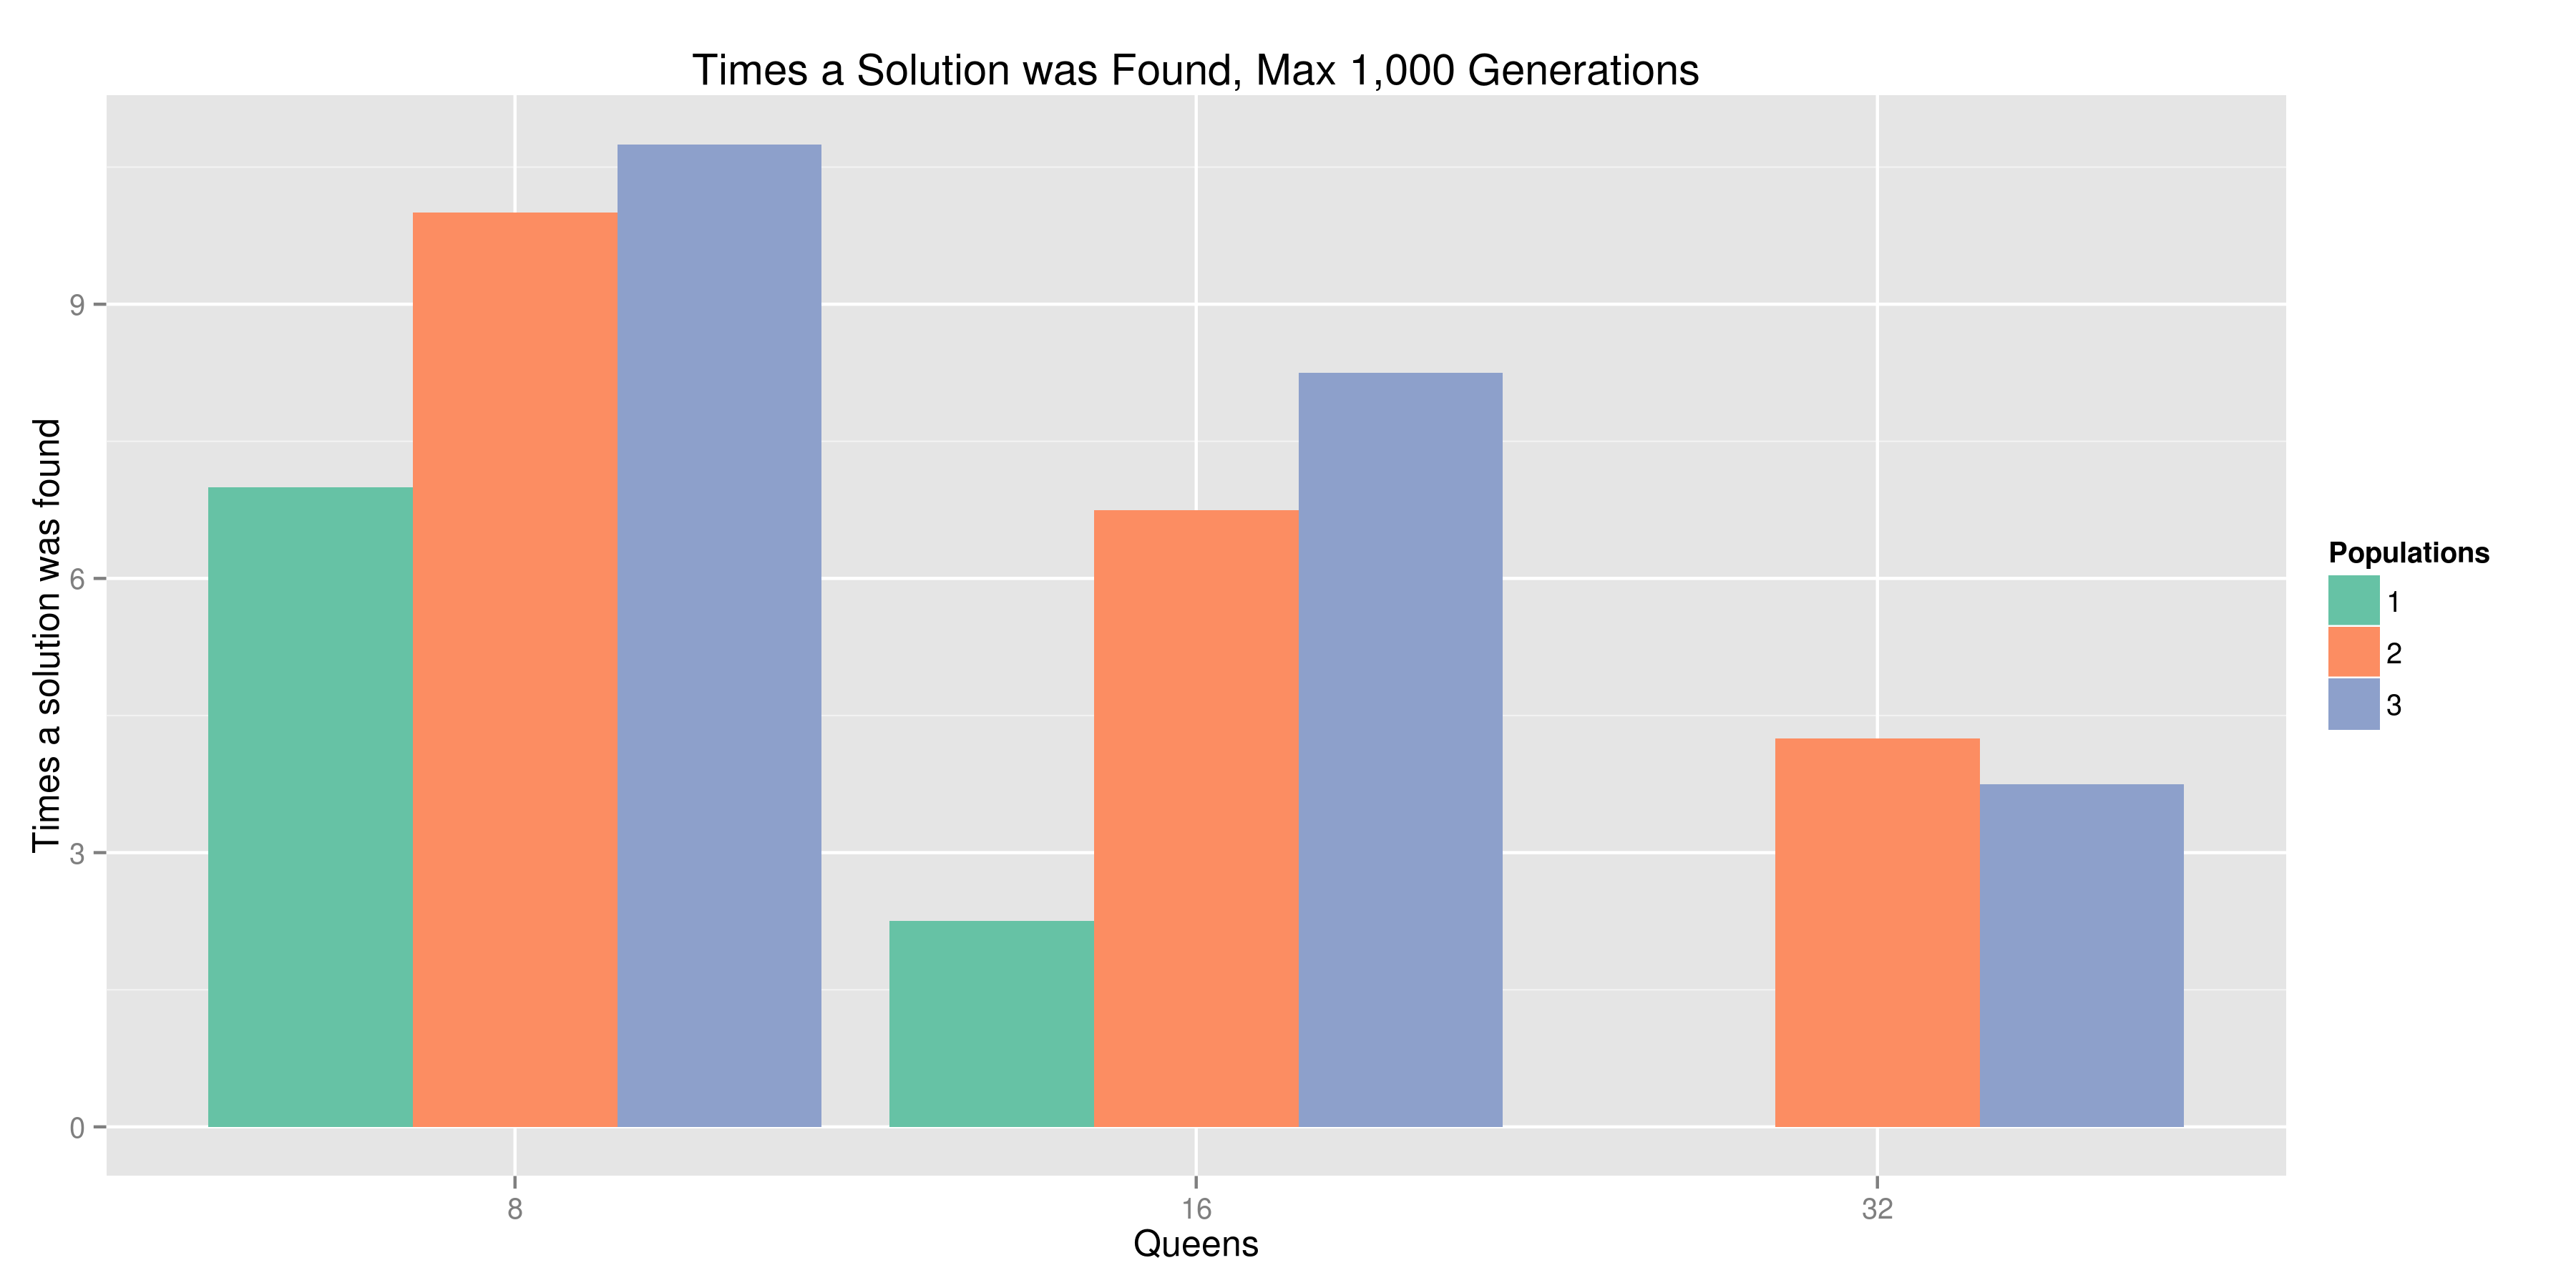 Times a Solution was Found, Max 1,000 Generations
Times a solution was found
9
6
3
0
8
16
32
Queens
Populations
1
2
3